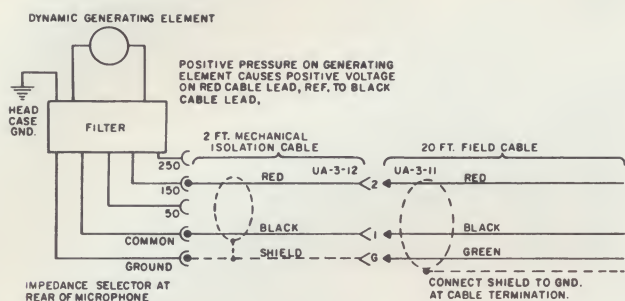 DYNAMIC GENERATING ELEMENT
POSITIVE PRESSURE ON GENERATING
ELEMENT CAUSES POSITIVE VOLTAGE
ON RED CABLE LEAD, REF. TO BLACK
CABLE LEAD,
HEAD
CASE
GND.
FILTER
2 FT. MECHANICAL
ISOLATION CABLE
20 FT. FIELD CABLE
250
UA-3-12
UA-3-11
150
RED
2
RED
50
COMMON
BLACK
1
BLACK
GROUND
SHIELD
G
GREEN
IMPEDANCE SELECTOR AT
REAR OF MICROPHONE
CONNECT SHIELD TO GND.
AT CABLE TERMINATION.